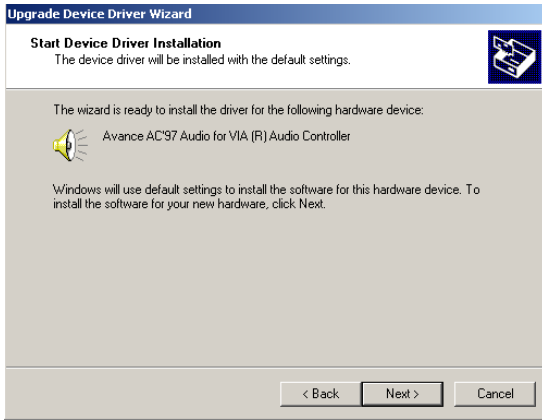 Upgrade Device Driver Wizard
Start Device Driver Installation
The device driver will be installed with the default settings.
The wizard is ready to install the driver for the following hardware device:
Avance AC'97 Audio for VIA (R) Audio Controller
Windows will use default settings to install the software for this hardware device. To
install the software for your new hardware, click Next.
< Back
Next >
Cancel